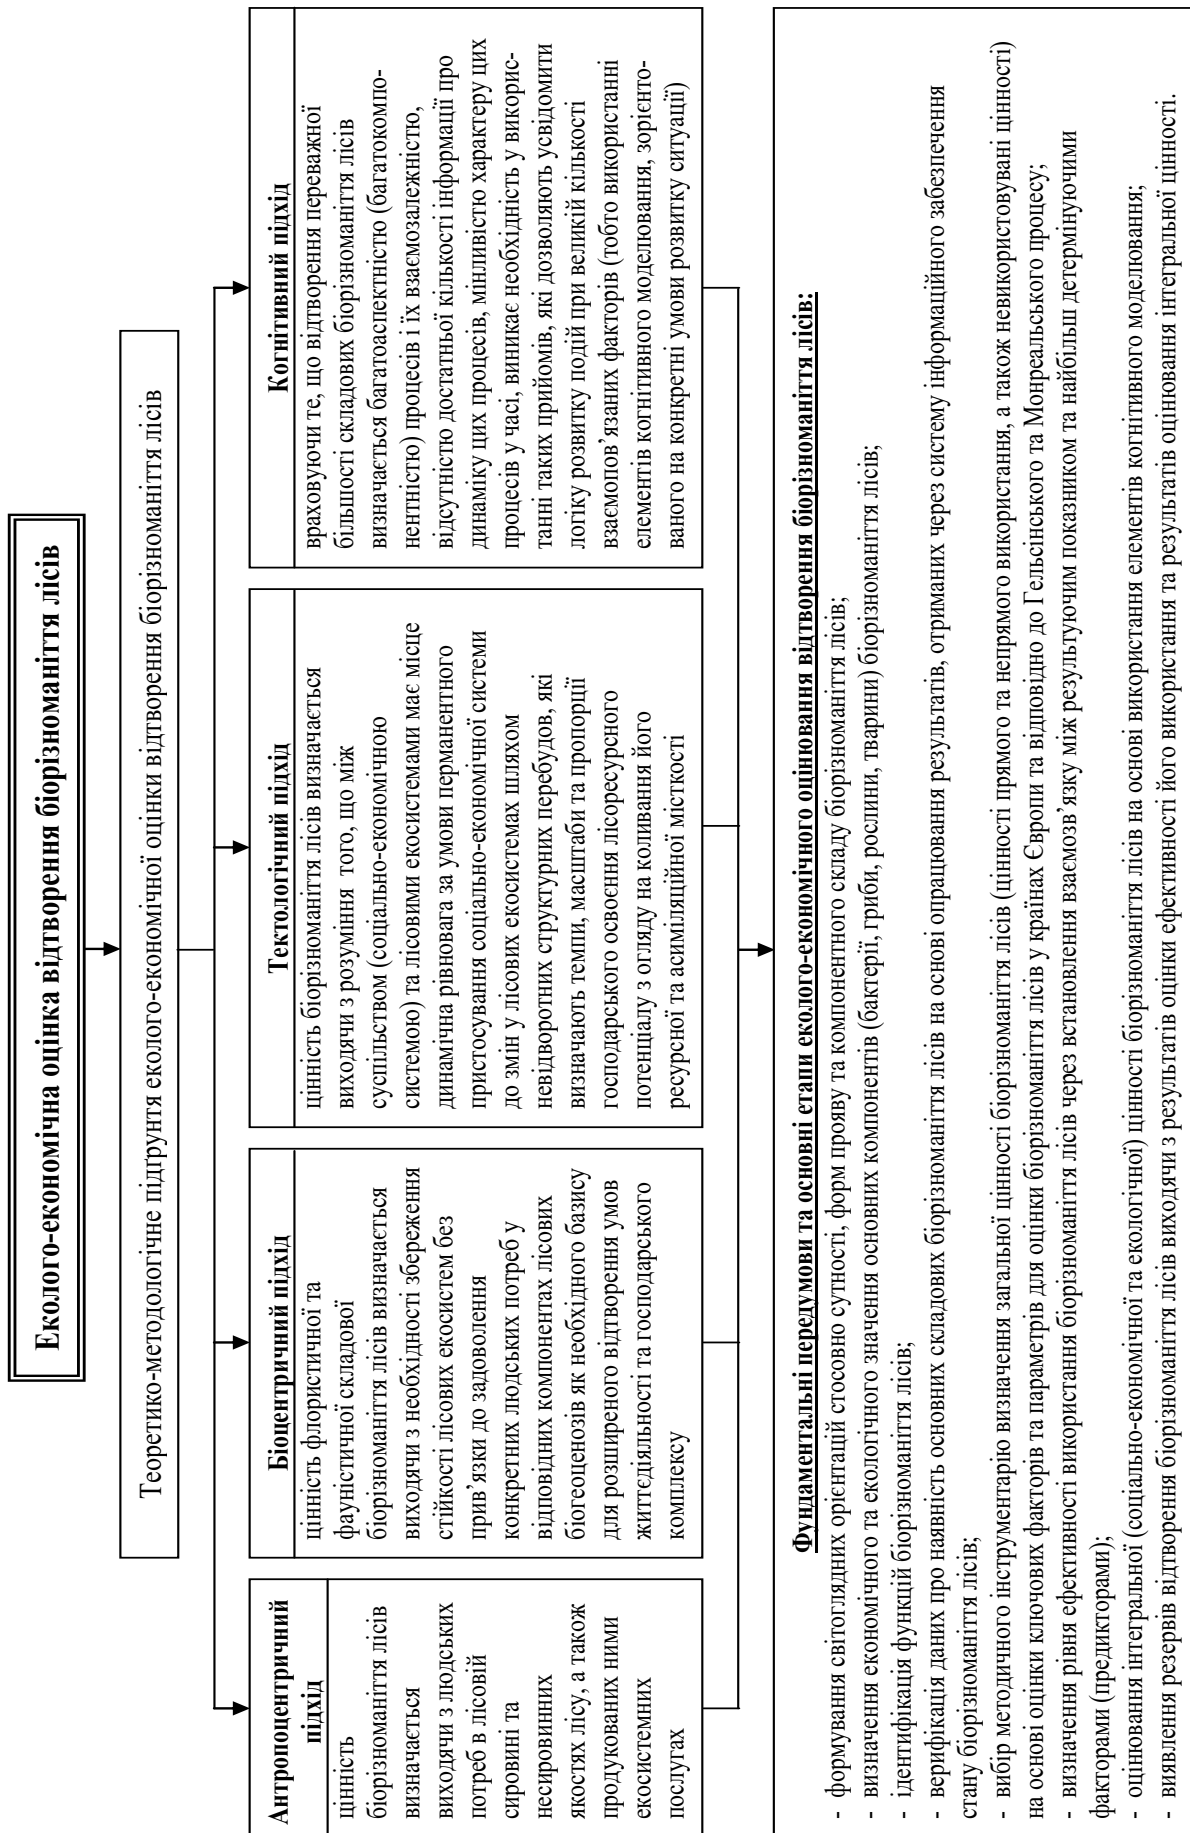 Еколого-економічна оцінка відтворення біорізноманіття лісів
Теоретико-методологічне підґрунтя еколого-економічної оцінки відтворення біорізноманіття лісів
Антропоцентричний
підхід
цінність
біорізноманіття лісів
визначається
виходячи з людських
потреб в лісовій
сировині та
несировинних
якостях лісу, а також
продукованих ними
екосистемних
послугах
Біоцентричний підхід
цінність флористичної та
фауністичної складової
біорізноманіття лісів визначається
виходячи з необхідності збереження
стійкості лісових екосистем без
прив’язки до задоволення
конкретних людських потреб у
відповідних компонентах лісових
біогеоценозів як необхідного базису
для розширеного відтворення умов
життєдіяльності та господарського
комплексу
Тектологічний підхід
цінність біорізноманіття лісів визначається
виходячи з розуміння того, що між
суспільством (соціально-економічною
системою) та лісовими екосистемами має місце
динамічна рівновага за умови перманентного
пристосування соціально-економічної системи
до змін у лісових екосистемах шляхом
невідворотних структурних перебудов, які
визначають темпи, масштаби та пропорції
господарського освоєння лісоресурсного
потенціалу з огляду на коливання його
ресурсної та асиміляційної місткості
Когнітивний підхід
враховуючи те, що відтворення переважної
більшості складових біорізноманіття лісів
визначається багатоаспектністю (багатокомпо-
нентністю) процесів і їх взаємозалежністю,
відсутністю достатньої кількості інформації про
динаміку цих процесів, мінливістю характеру цих
процесів у часі, виникає необхідність у викорис-
танні таких прийомів, які дозволяють усвідомити
логіку розвитку подій при великій кількості
взаємопов’язаних факторів (тобто використанні
елементів когнітивного моделювання, зорієнто-
ваного на конкретні умови розвитку ситуації)
Фундаментальні передумови та основні етапи еколого-економічного оцінювання відтворення біорізноманіття лісів:
- формування світоглядних орієнтацій стосовно сутності, форм прояву та компонентного складу біорізноманіття лісів;
- визначення економічного та екологічного значення основних компонентів (бактерії, гриби, рослини, тварини) біорізноманіття лісів;
- ідентифікація функцій біорізноманіття лісів;
- верифікація даних про наявність основних складових біорізноманіття лісів на основі опрацювання результатів, отриманих через систему інформаційного забезпечення
стану біорізноманіття лісів;
- вибір методичного інструментарію визначення загальної цінності біорізноманіття лісів (цінності прямого та непрямого використання, а також невикористовувані цінності)
на основі оцінки ключових факторів та параметрів для оцінки біорізноманіття лісів у країнах Європи та відповідно до Гельсінського та Монреальського процесу;
- визначення рівня ефективності використання біорізноманіття лісів через встановлення взаємозв’язку між результуючим показником та найбільш детермінуючими
факторами (предикторами);
- оцінювання інтегральної (соціально-економічної та екологічної) цінності біорізноманіття лісів на основі використання елементів когнітивного моделювання;
- виявлення резервів відтворення біорізноманіття лісів виходячи з результатів оцінки ефективності його використання та результатів оцінювання інтегральної цінності.